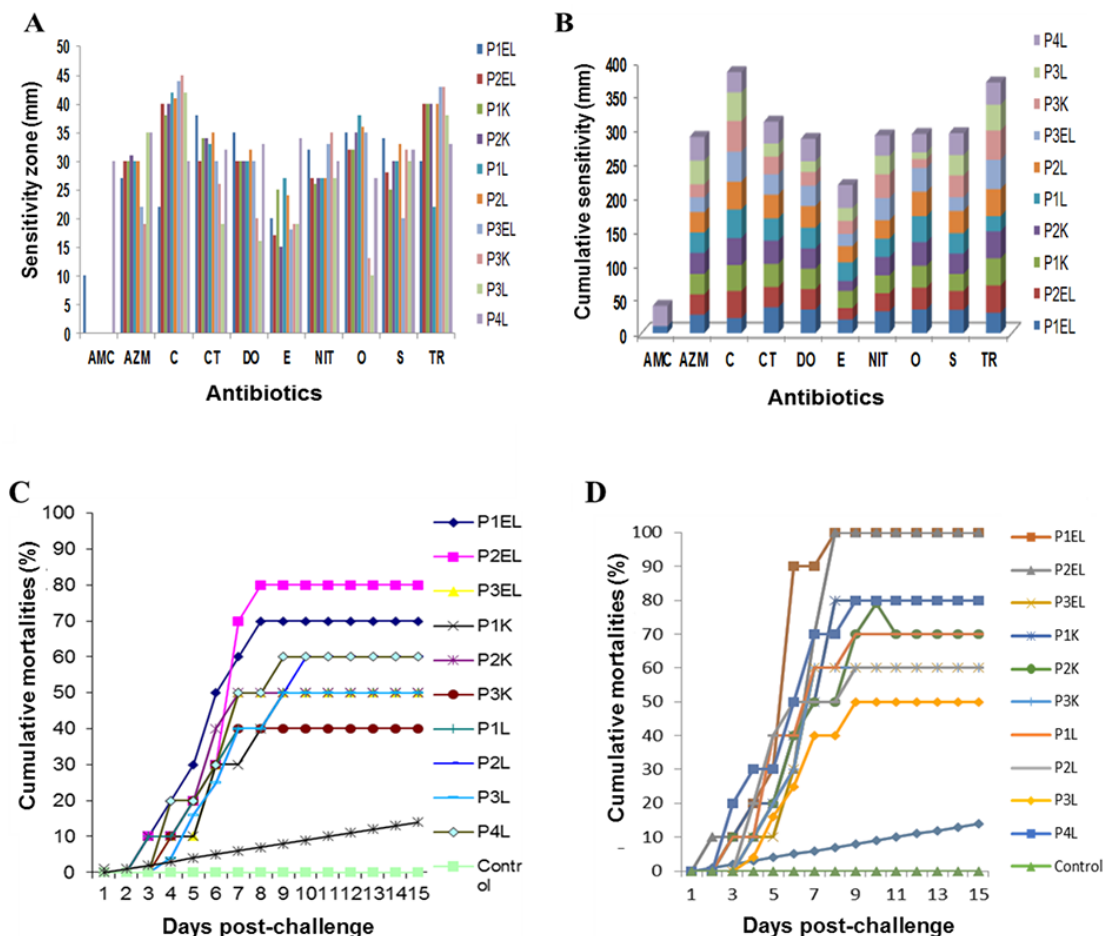 A
Sensitivity zone (mm)
50
45
40
35
30
25
20
15
10
5
0
AMC AZM C CT DO E NIT O S TR
Antibiotics
P1EL
P2EL
P1K
P2K
P1L
P2L
P3EL
P3K
P3L
P4L
B
Cumulative sensitivity
400
350
300
250
200
150
100
50
0
AMC AZM C CT DO E NIT O S TR
Antibiotics
P4L
P3L
P3K
P3EL
P2L
P1L
P2K
P1K
P2EL
P1EL
C
Cumulative mortalities (%)
100
90
80
70
60
50
40
30
20
10
0
1 2 3 4 5 6 7 8 9 10 11 12 13 14 15
Days post-challenge
P1EL
P2EL
P3EL
P1K
P2K
P3K
P1L
P2L
P3L
P4L
Cont
rol
D
Cumulative mortalities (%)
100
90
80
70
60
50
40
30
20
10
0
1 3 5 7 9 11 13 15
Days post-challenge
P1EL
P2EL
P3EL
P1K
P2K
P3K
P1L
P2L
P3L
P4L
Control